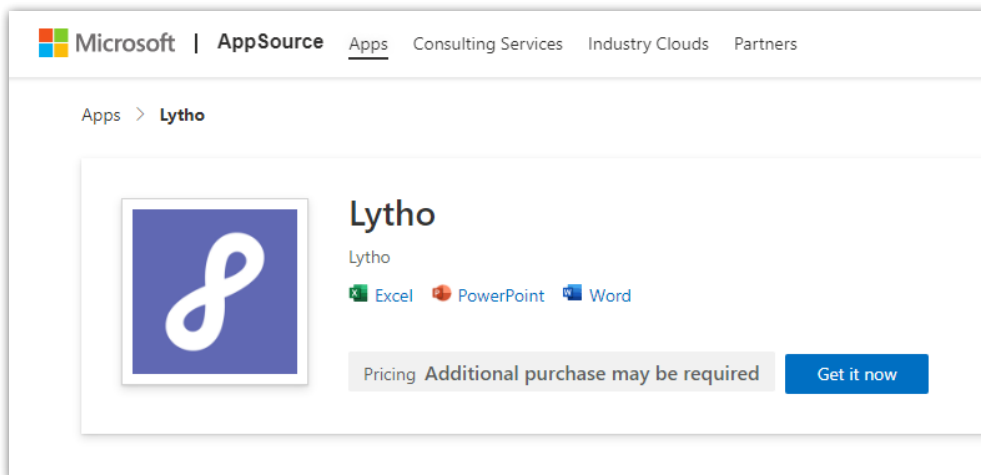 Microsoft | AppSource Apps Consulting Services Industry Clouds Partners
Apps > Lytho
Lytho
Lytho
Excel PowerPoint Word
Pricing Additional purchase may be required Get it now